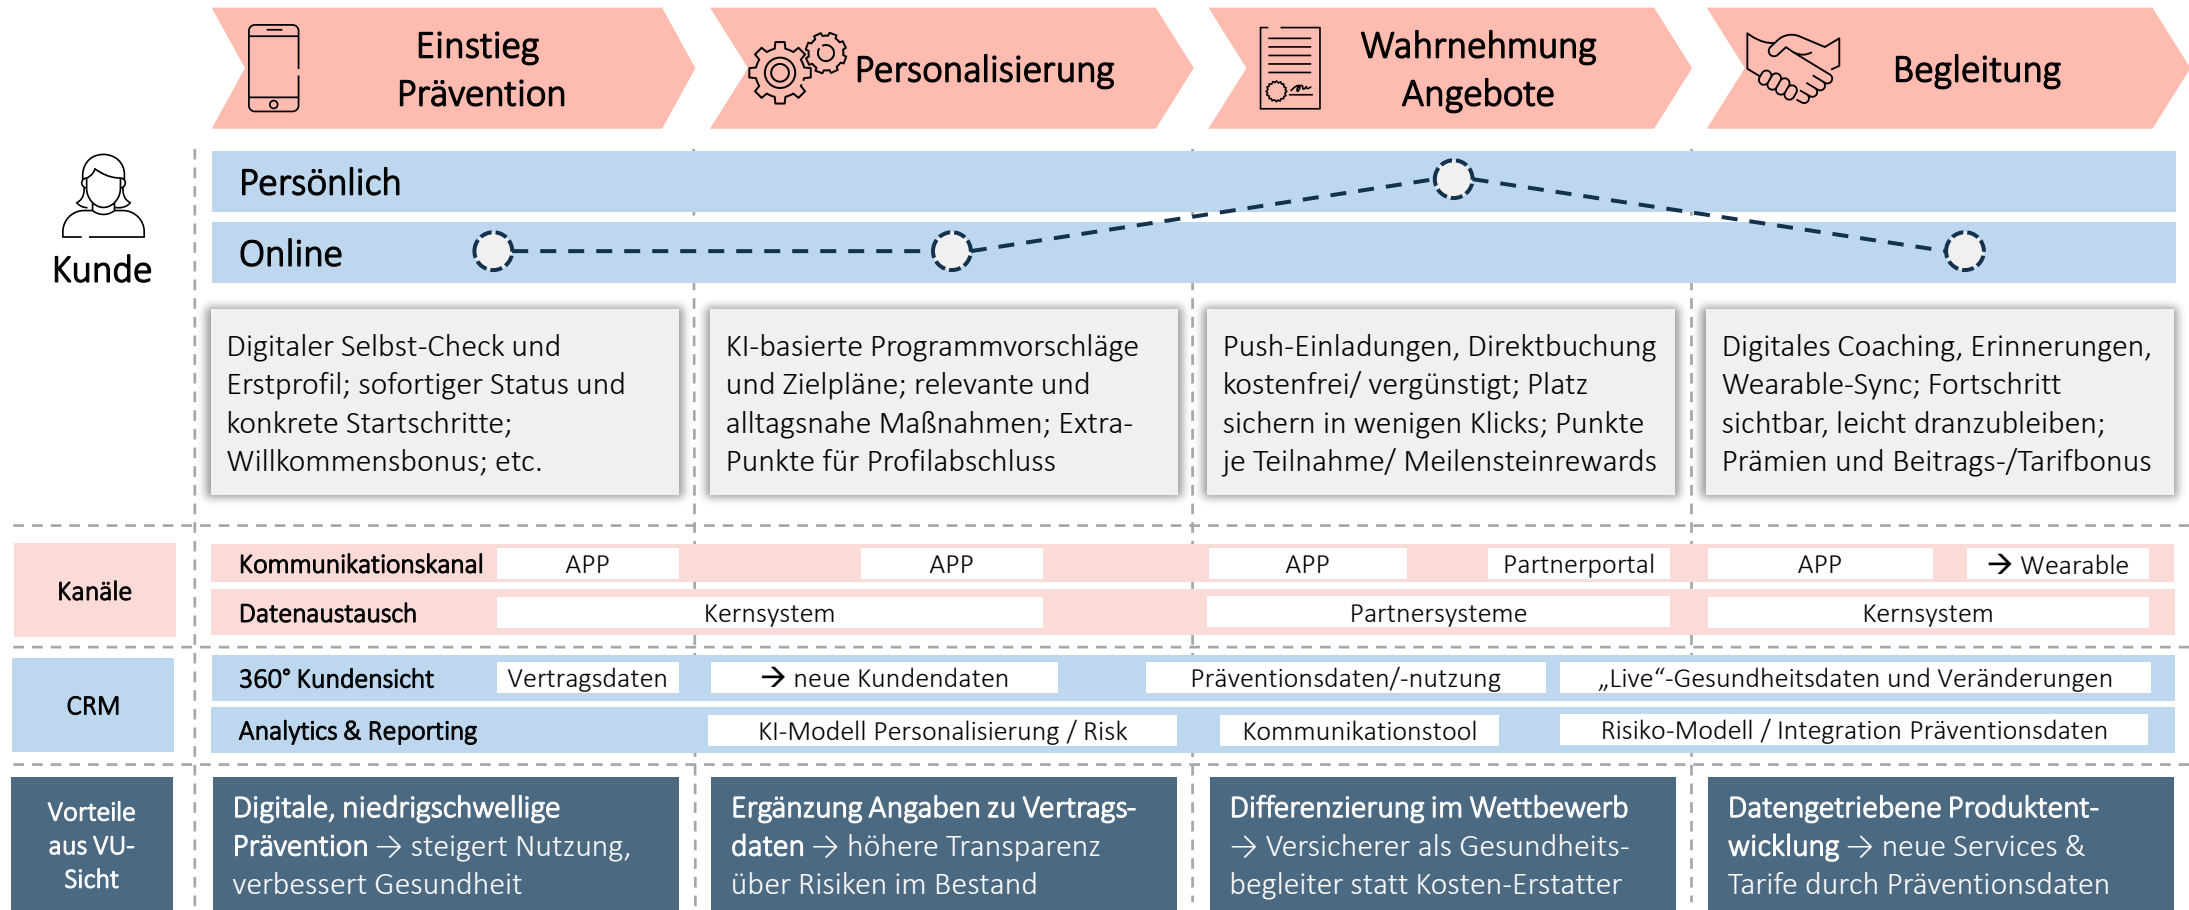 Einstieg
Prävention
Personalisierung
Wahrnehmung
Angebote
Begleitung
Kunde
Persönlich
Online
Digitaler Selbst-Check und
Erstprofil; sofortiger Status und
konkrete Startschritte;
Willkommensbonus; etc.
KI-basierte Programmvorschläge
und Zielpläne; relevante und
alltagsnahe Maßnahmen; Extra-
Punkte für Profilabschluss
Push-Einladungen, Direktbuchung
kostenfrei/ vergünstigt; Platz
sichern in wenigen Klicks; Punkte
je Teilnahme/ Meilensteinrewards
Digitales Coaching, Erinnerungen,
Wearable-Sync; Fortschritt
sichtbar, leicht dranzubleiben;
Prämien und Beitrags-/Tarifbonus
Kanäle
Kommunikationskanal
APP
APP
APP
Partnerportal
APP
→ Wearable
Datenaustausch
Kernsystem
Partnersysteme
Kernsystem
CRM
360° Kundensicht
Vertragsdaten
→ neue Kundendaten
Präventionsdaten/-nutzung
„Live“-Gesundheitsdaten und Veränderungen
Analytics & Reporting
KI-Modell Personalisierung / Risk
Kommunikationstool
Risiko-Modell / Integration Präventionsdaten
Vorteile
aus VU-
Sicht
Digitale, niedrigschwellige
Prävention → steigert Nutzung,
verbessert Gesundheit
Ergänzung Angaben zu Vertrags-
daten → höhere Transparenz
über Risiken im Bestand
Differenzierung im Wettbewerb
→ Versicherer als Gesundheits-
begleiter statt Kosten-Erstatter
Datengetriebene Produktent-
wicklung → neue Services &
Tarife durch Präventionsdaten